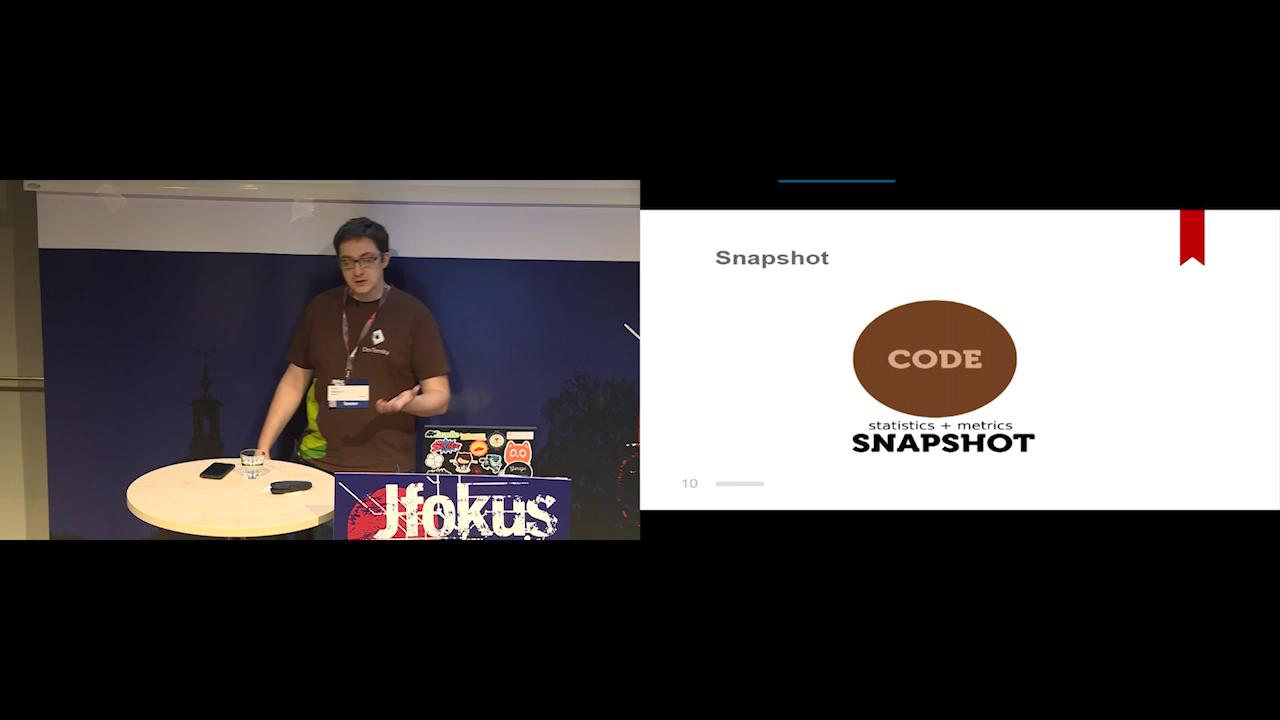 Jfokus
Snapshot
CODE
statistics + metrics
SNAPSHOT
10